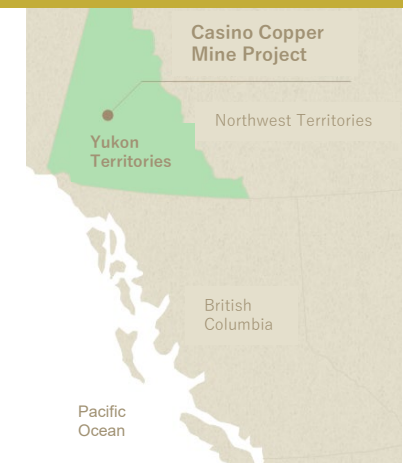 Casino Copper
Mine Project
Northwest Territories
Yukon
Territories
British
Columbia
Pacific
Ocean